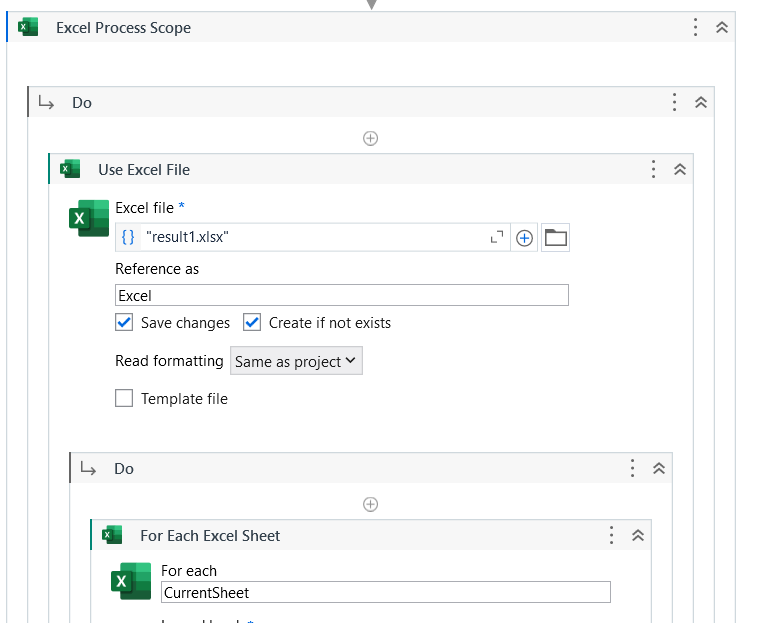 Excel Process Scope
Do
Use Excel File
Excel file *
{} "result1.xlsx"
Reference as
Excel
Save changes Create if not exists
Read formatting Same as project
Template file
Do
For Each Excel Sheet
For each
CurrentSheet